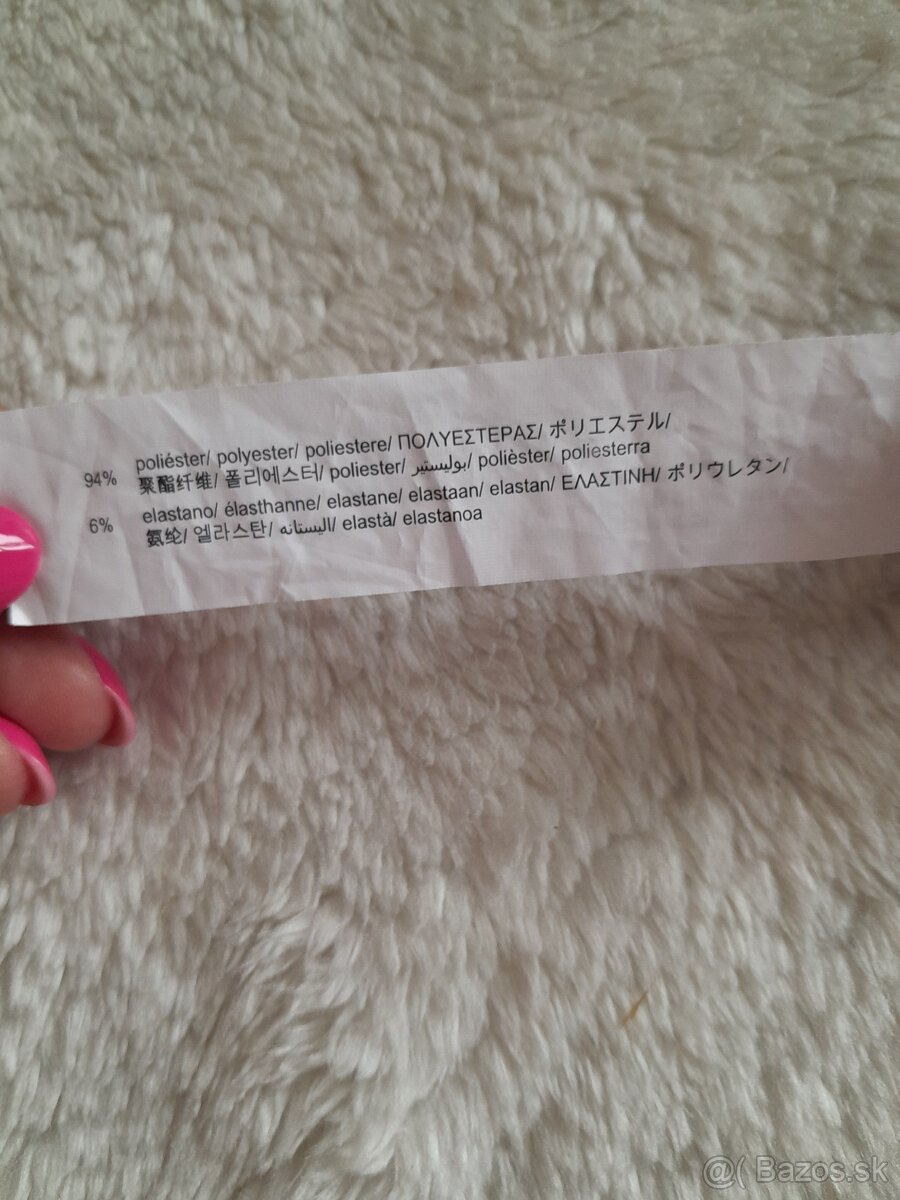 94% poliéster/ polyester/ poliestere/ ΠΟΛΥΕΣΤΕΡΑΣ/ ポリエステル/
聚酯纤维/ 폴리에스터/ poliester/ بوليستير/ polièster/ poliesterra
6% elastano/ élasthanne/ elastane/ elastaan/ elastan/ ΕΛΑΣΤΙΝΗ/ ポリウレタン/
氨纶/ 엘라스탄/ اليستانه/ elastà/ elastanoa
@( Bazos.sk